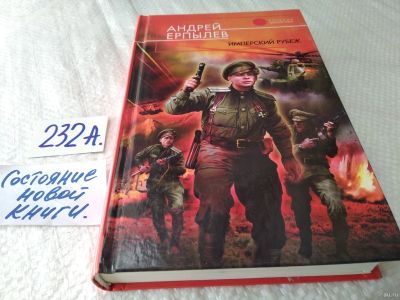 АНДРЕЙ
ЕРПЫЛЕВ
ИМПЕРСКИЙ РУБЕЖ
232А.
Состояние
новой
книги.